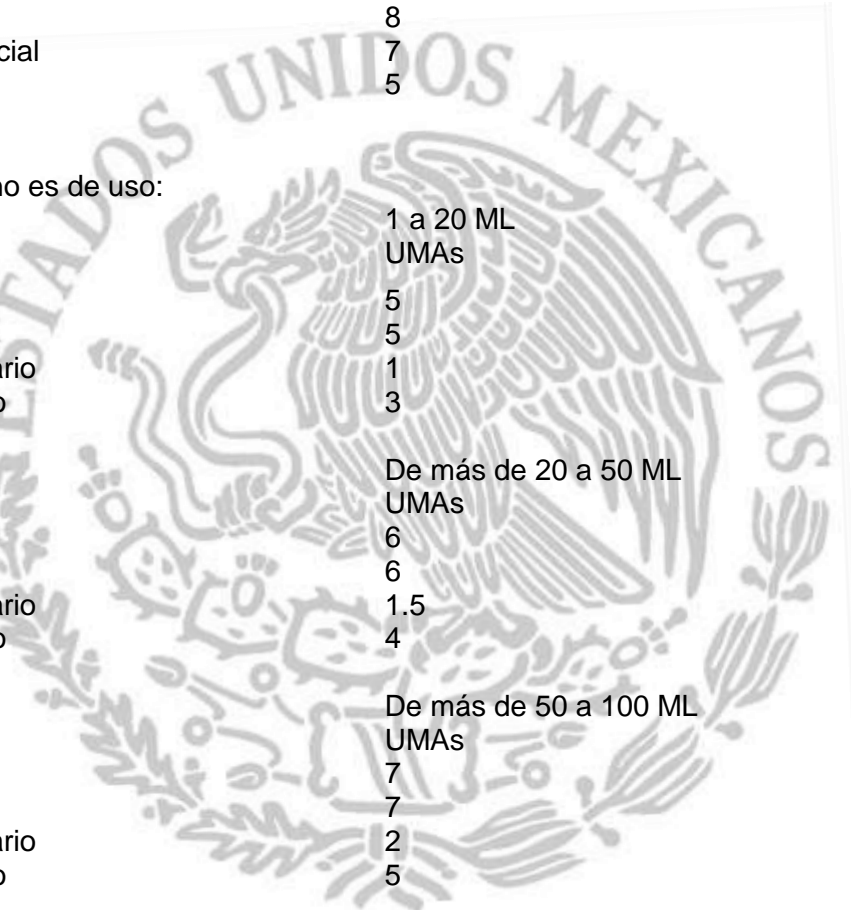 8
cial 7
5
ESTADOS UNIDOS MEXICANOS
no es de uso:
1 a 20 ML
UMAs
5
5
ario 1
o 3
De más de 20 a 50 ML
UMAs
6
6
ario 1.5
o 4
De más de 50 a 100 ML
UMAs
7
7
ario 2
o 5